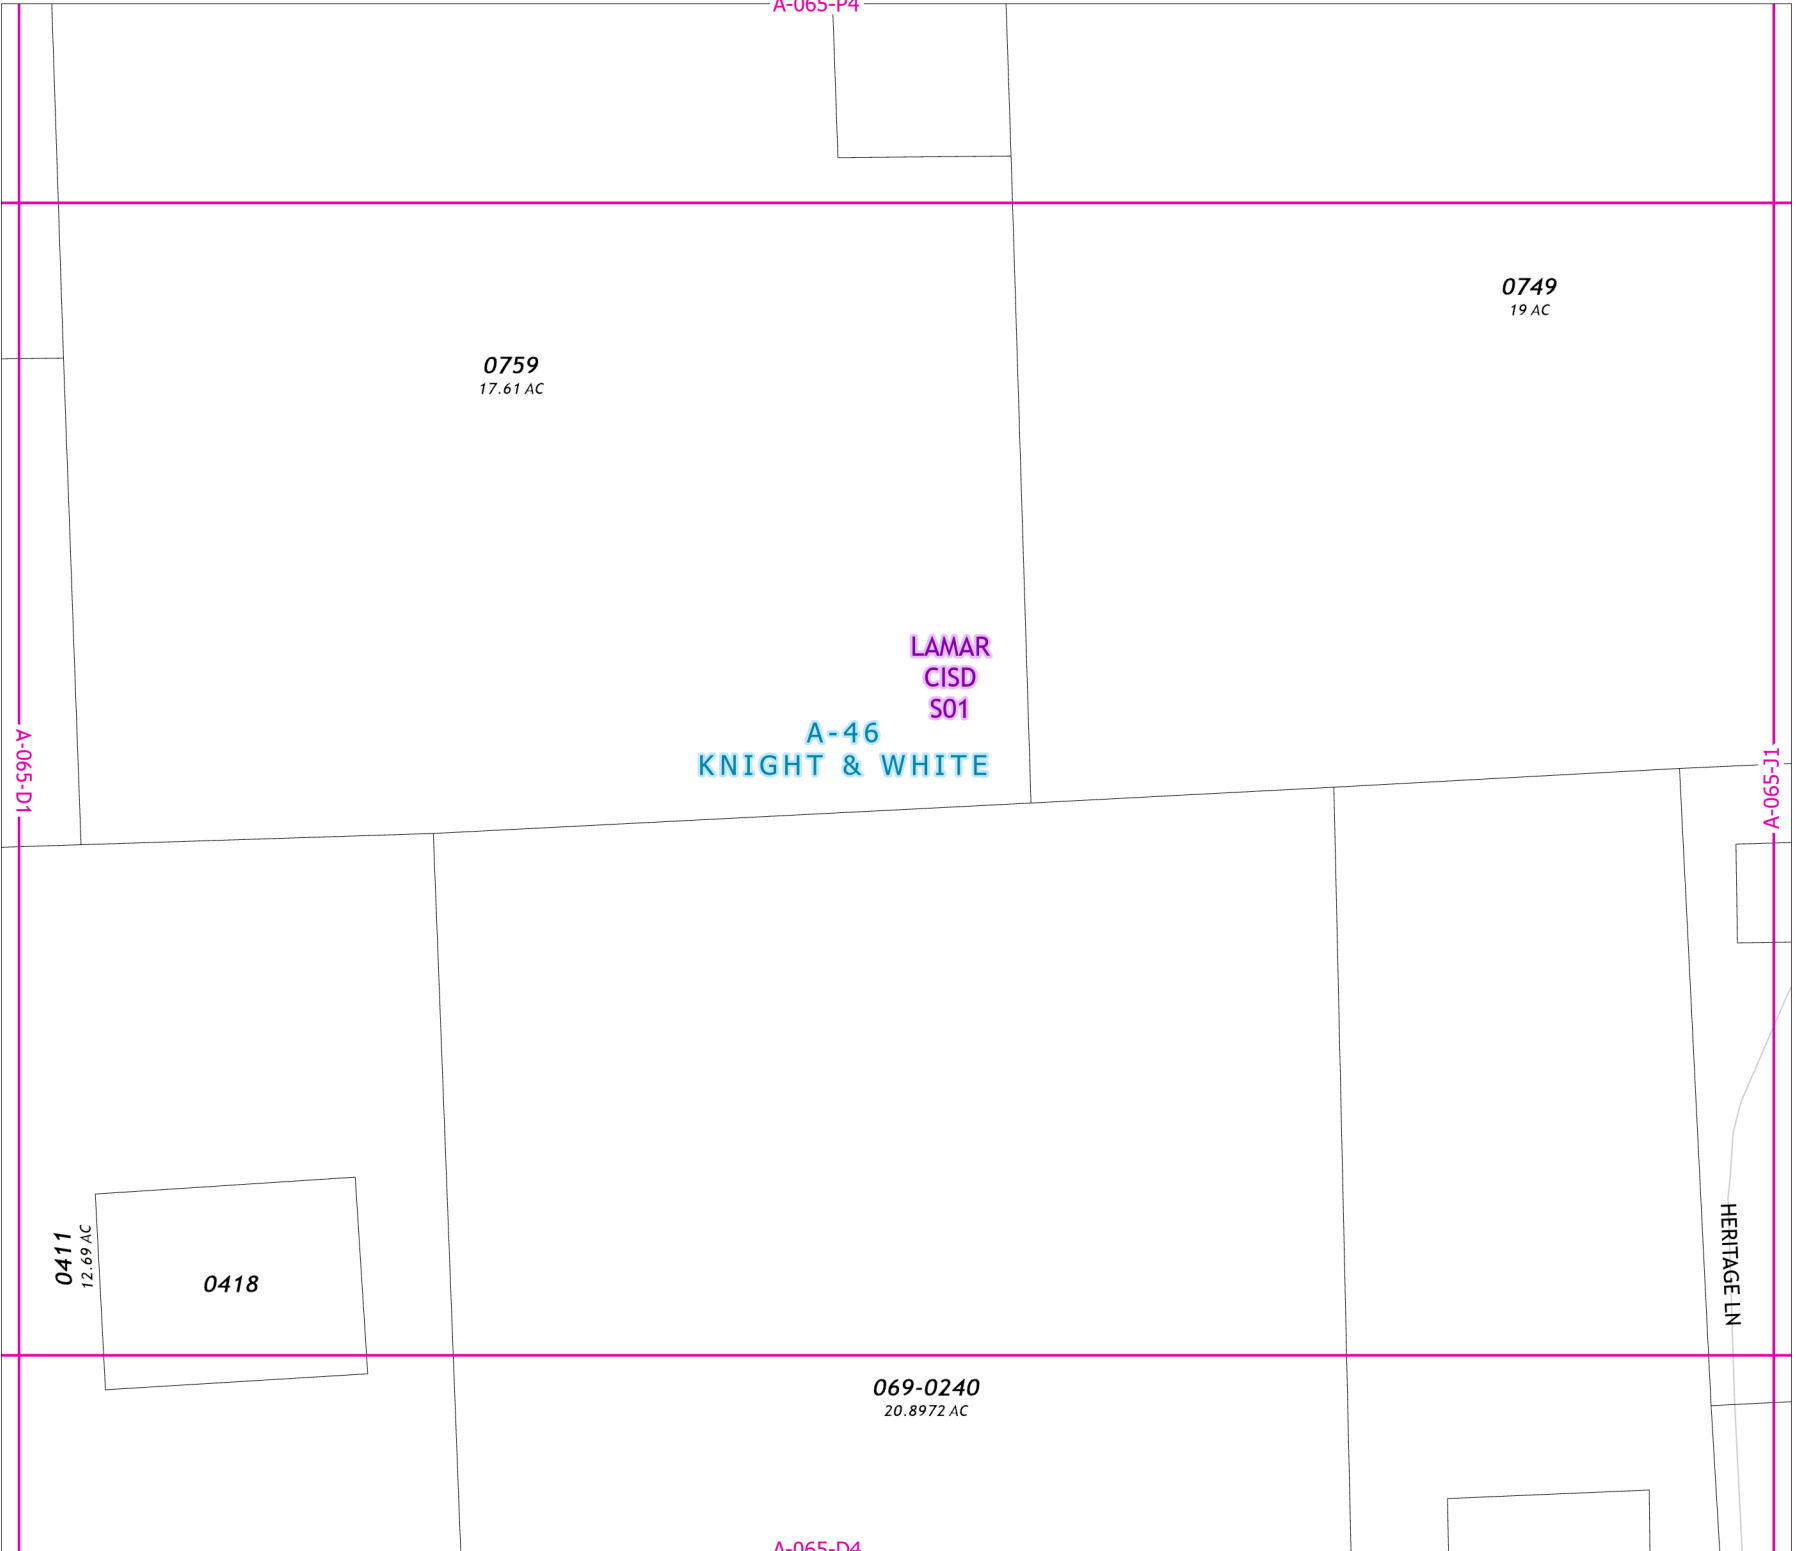 A-065-P4
0749
19 AC
0759
17.61 AC
LAMAR
CISD
S01
A-46
KNIGHT & WHITE
A-065-D1
A-065-J1
0411
12.69 AC
0418
HERITAGE LN
069-0240
20.8972 AC
A-065-D4